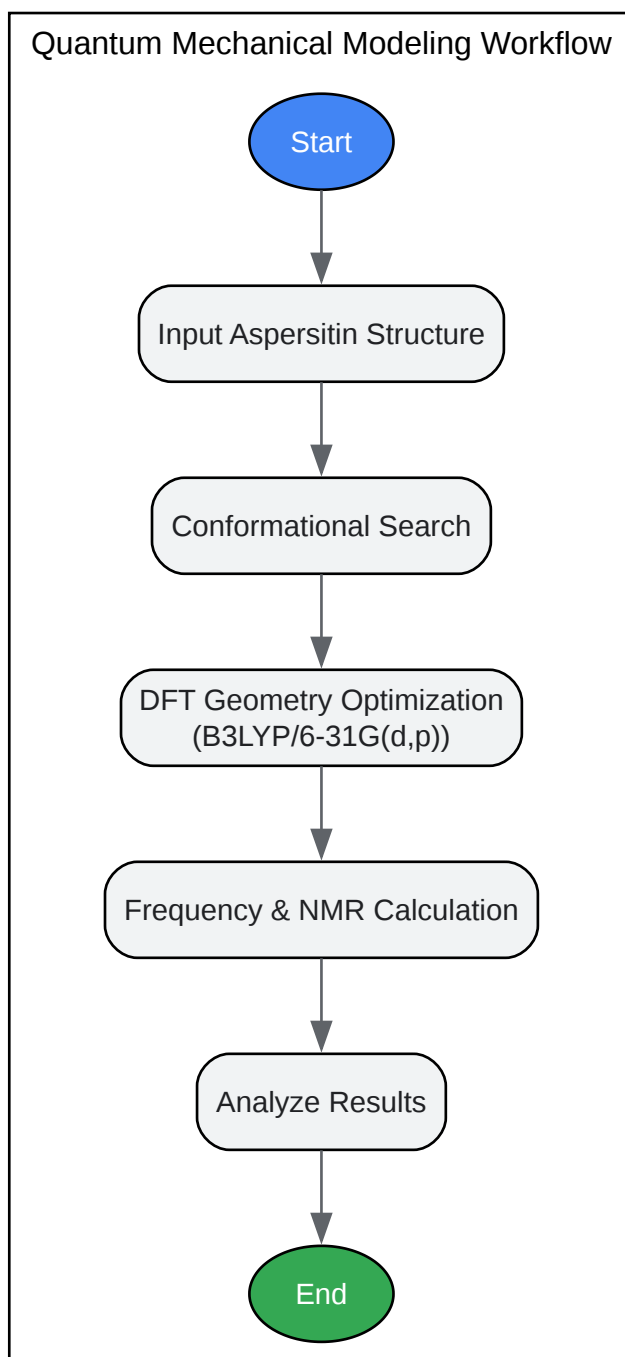 Quantum Mechanical Modeling Workflow
Start
Input Aspersitin Structure
Conformational Search
DFT Geometry Optimization
(B3LYP/6-31G(d,p))
Frequency & NMR Calculation
Analyze Results
End